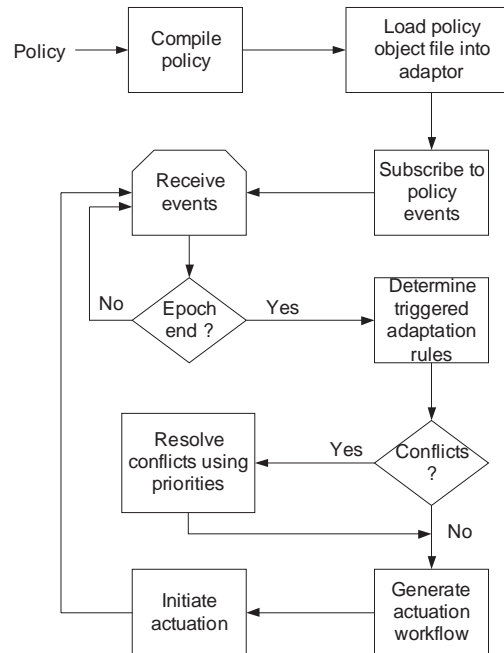 Policy
Compile
policy
Load policy
object file into
adaptor
Subscribe to
policy
events
Receive
events
No
Epoch
end ?
Yes
Determine
triggered
adaptation
rules
Conflicts
?
Yes
Resolve
conflicts using
priorities
No
Generate
actuation
workflow
Initiate
actuation